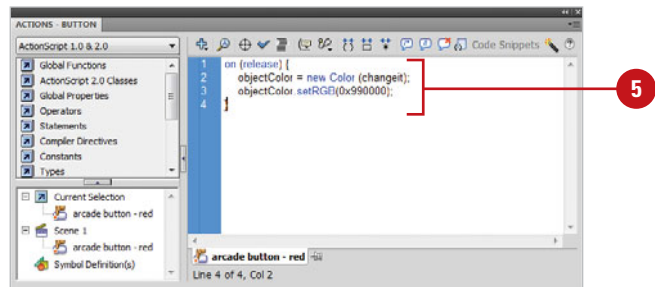 ACTIONS - BUTTON
ActionScript 1.0 & 2.0
Code Snippets
Global Functions
ActionScript 2.0 Classes
Global Properties
Operators
Statements
Compiler Directives
Constants
Types
1 on (release) {
2 objectColor = new Color (changeit);
3 objectColor.setRGB(0x990000);
4 }
5
Current Selection
arcade button - red
Scene 1
arcade button - red
Symbol Definition(s)
arcade button - red
Line 4 of 4, Col 2